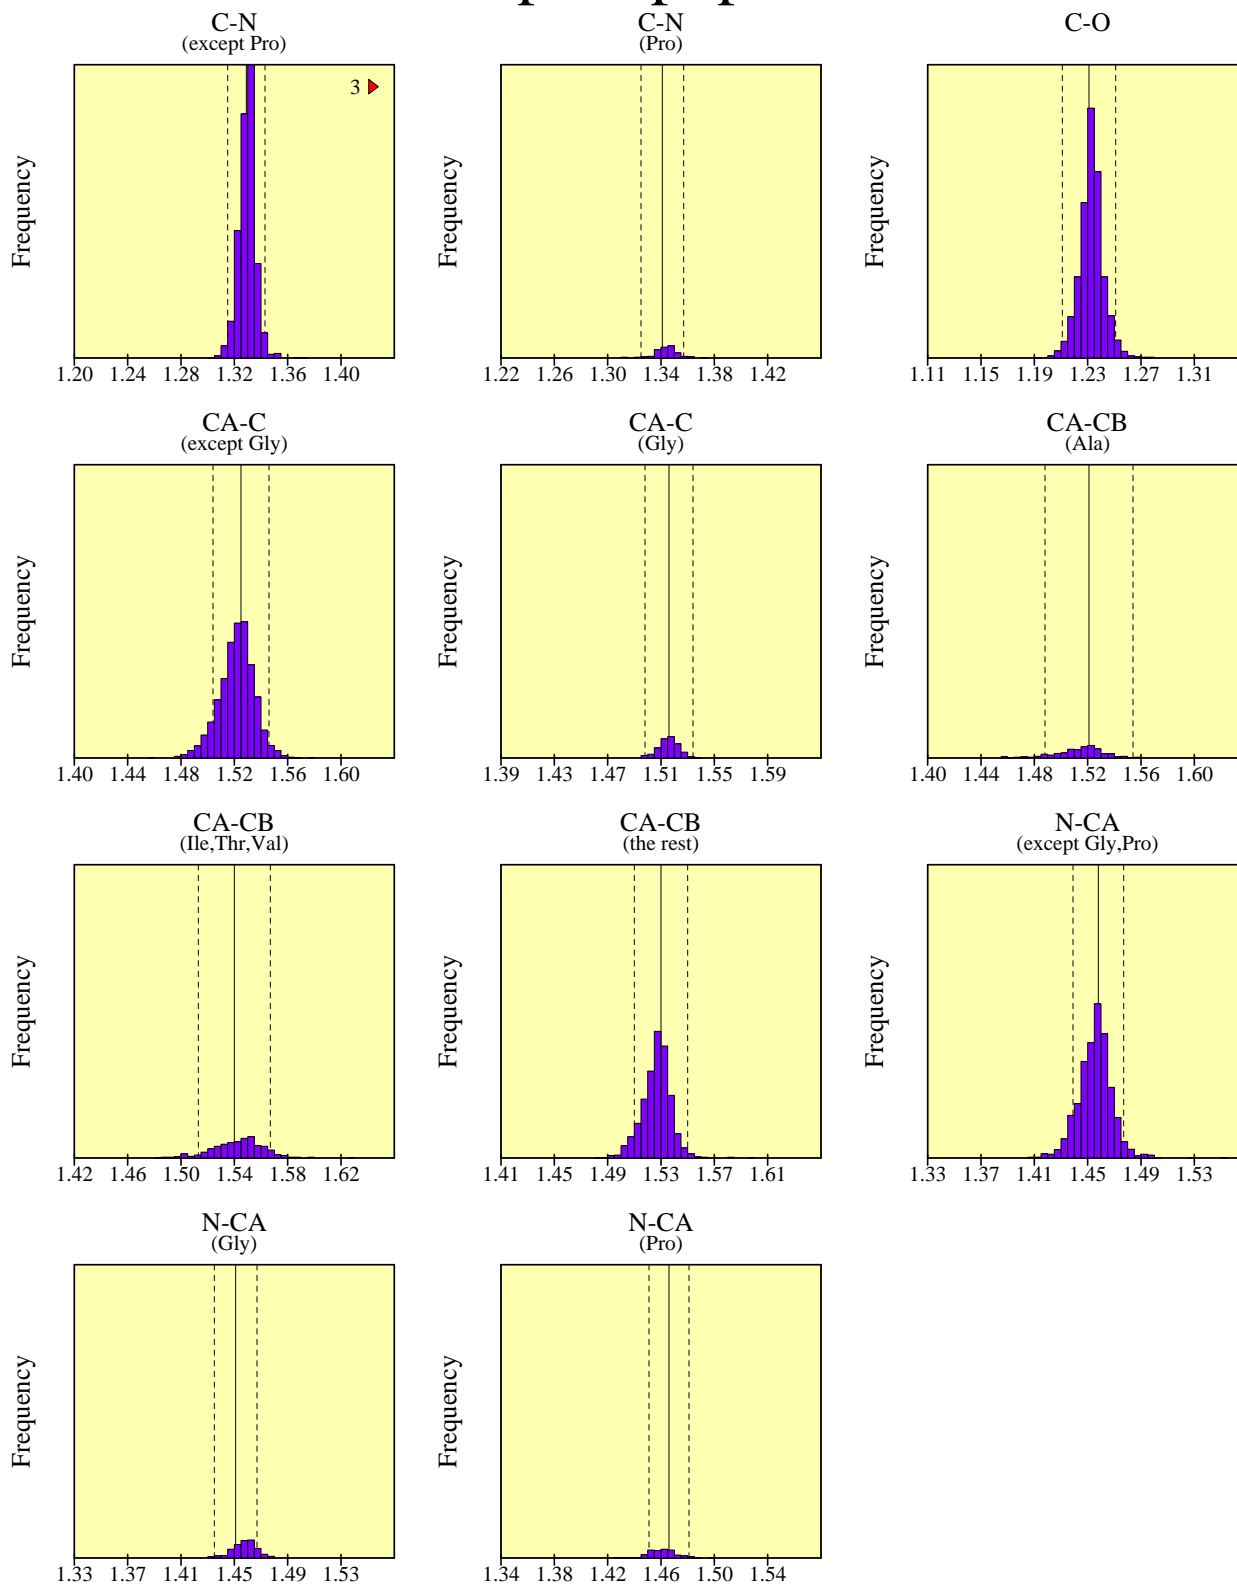 C-N
(except Pro)
3
Frequency
1.20 1.24 1.28 1.32 1.36 1.40
C-N
(Pro)
Frequency
1.22 1.26 1.30 1.34 1.38 1.42
C-O
Frequency
1.11 1.15 1.19 1.23 1.27 1.31
CA-C
(except Gly)
Frequency
1.40 1.44 1.48 1.52 1.56 1.60
CA-C
(Gly)
Frequency
1.39 1.43 1.47 1.51 1.55 1.59
CA-CB
(Ala)
Frequency
1.40 1.44 1.48 1.52 1.56 1.60
CA-CB
(Ile,Thr,Val)
Frequency
1.42 1.46 1.50 1.54 1.58 1.62
CA-CB
(the rest)
Frequency
1.41 1.45 1.49 1.53 1.57 1.61
N-CA
(except Gly,Pro)
Frequency
1.33 1.37 1.41 1.45 1.49 1.53
N-CA
(Gly)
Frequency
1.33 1.37 1.41 1.45 1.49 1.53
N-CA
(Pro)
Frequency
1.34 1.38 1.42 1.46 1.50 1.54